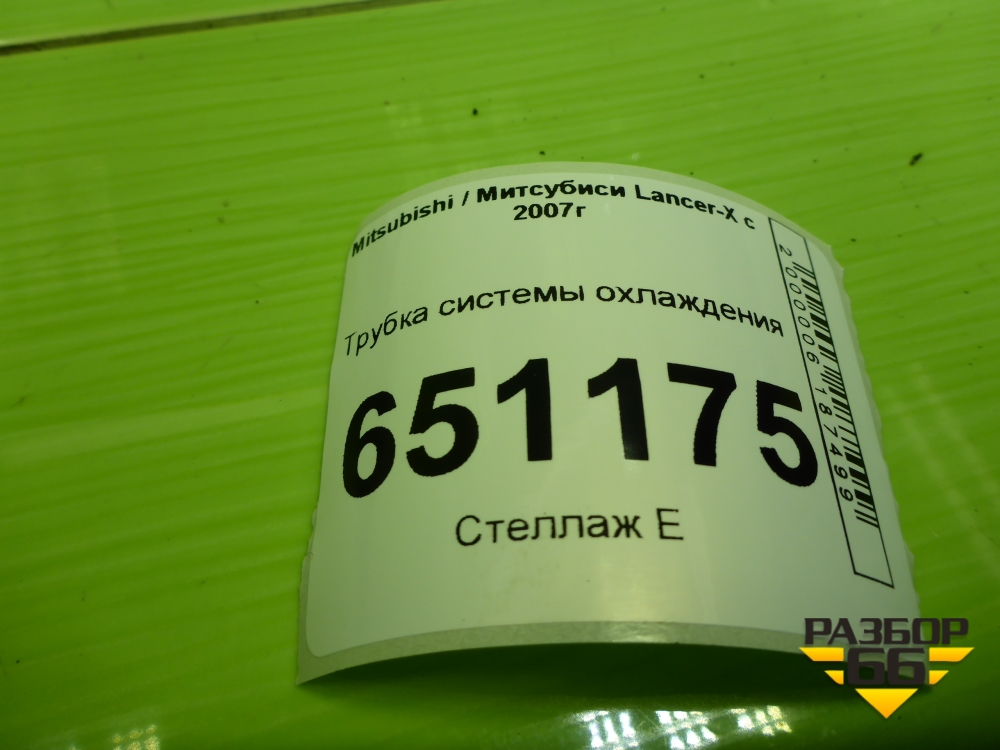 Mitsubishi / Митсубиси Lancer-X с
2007г
Трубка системы охлаждения
651175
Стеллаж Е
2000006187499
РАЗБОР
66